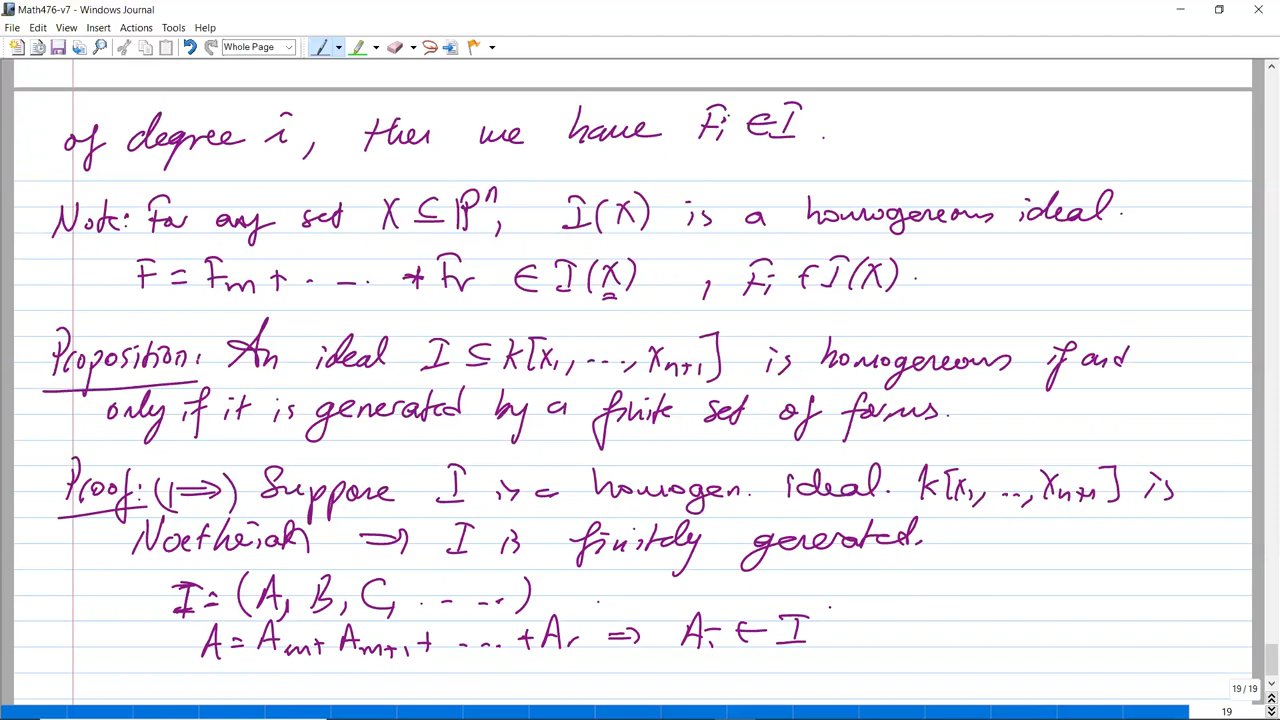 Math476-v7 - Windows Journal
File Edit View Insert Actions Tools Help
Whole Page
of degree i, then we have Fᵢ ∈ I.
Note: For any set X ⊆ ℙⁿ, I(X) is a homogeneous ideal.
F = Fₘ + ..... + Fᵣ ∈ I(X), Fᵢ ∈ I(X).
Proposition: An ideal I ⊆ k[x₁, ..., xₙ₊₁] is homogeneous if and
only if it is generated by a finite set of forms.
Proof: (⟹) Suppose I is a homogen. ideal. k[x₁, .., xₙ₊₁] is
Noetherian ⟹ I is finitely generated.
I = (A, B, C, .....)
A = Aₘ + Aₘ₊₁ + ..... + Aᵣ ⟹ Aᵢ ∈ I
19 / 19
19